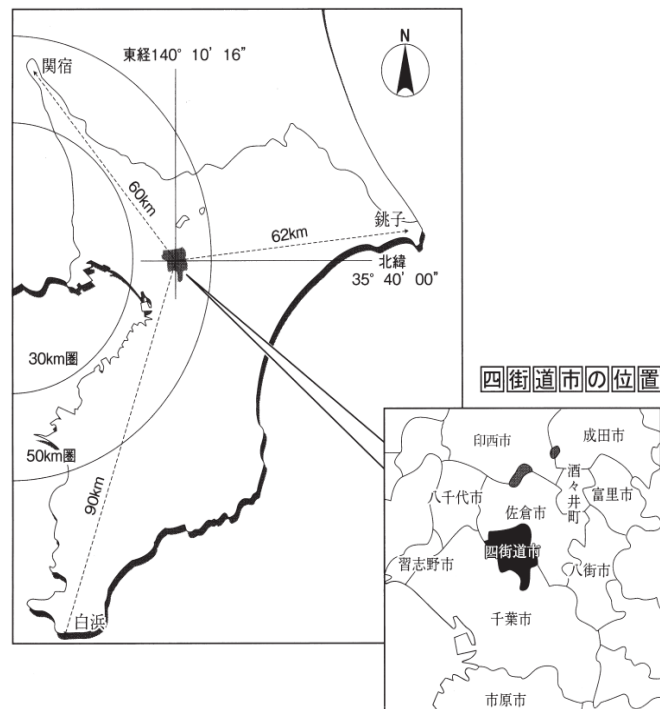 東経140° 10' 16"
N
関宿
60km
銚子
62km
北緯
35° 40' 00"
30km圏
50km圏
90km
白浜
四街道市の位置
印西市
成田市
酒々井町
富里市
八千代市
佐倉市
四街道市
習志野市
八街市
千葉市
市原市